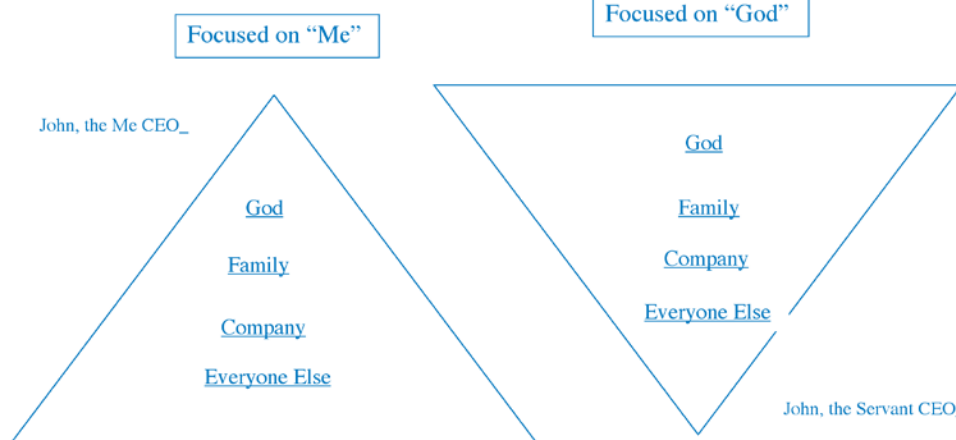 Focused on “Me”
John, the Me CEO_
God
Family
Company
Everyone Else
Focused on “God”
God
Family
Company
Everyone Else
John, the Servant CEO